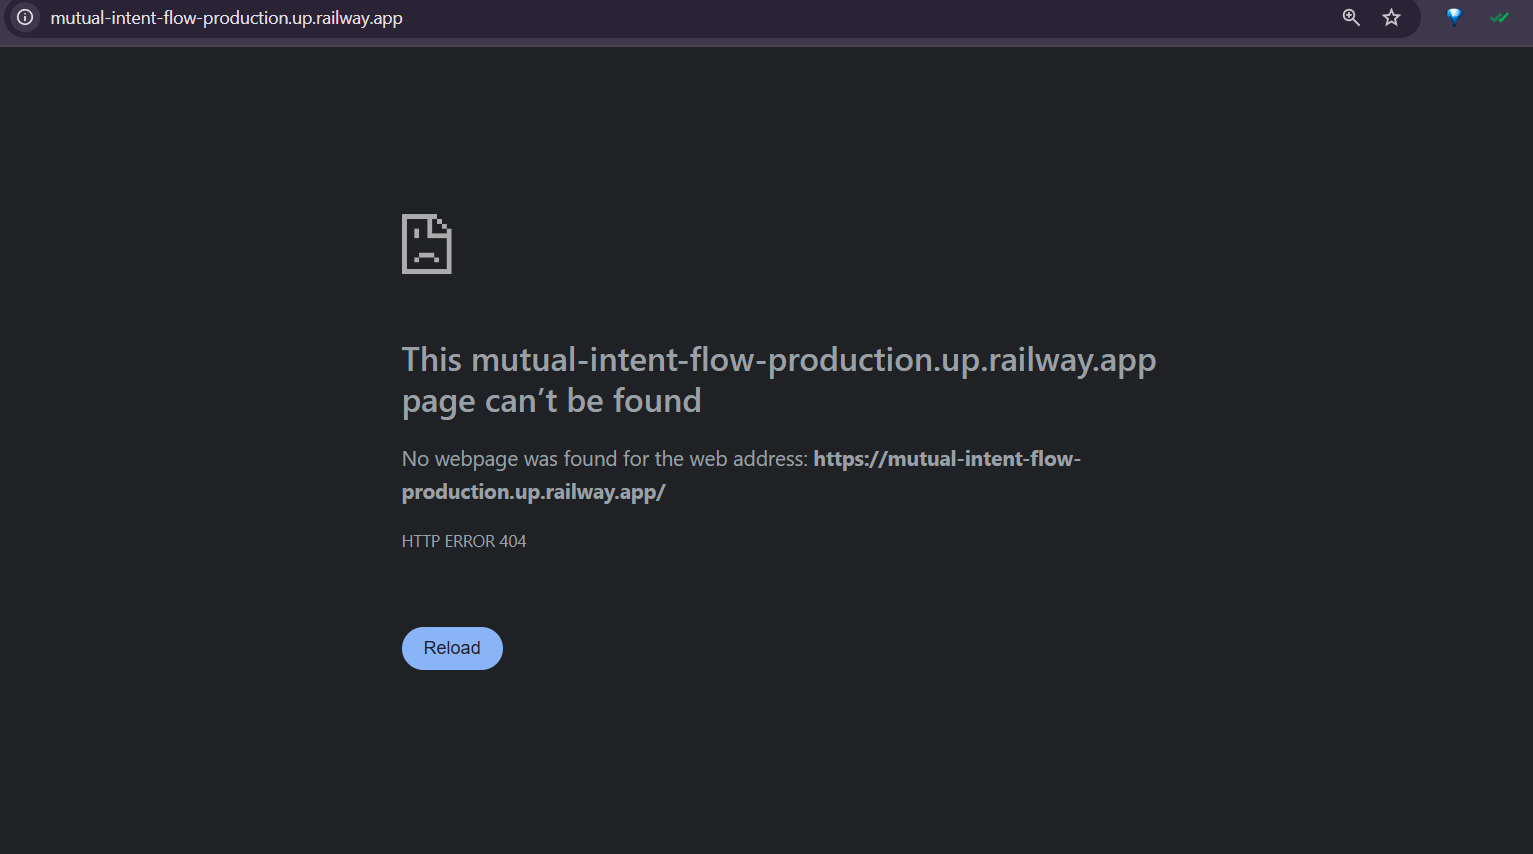 mutual-intent-flow-production.up.railway.app
This mutual-intent-flow-production.up.railway.app
page can’t be found
No webpage was found for the web address: https://mutual-intent-flow-
production.up.railway.app/
HTTP ERROR 404
Reload